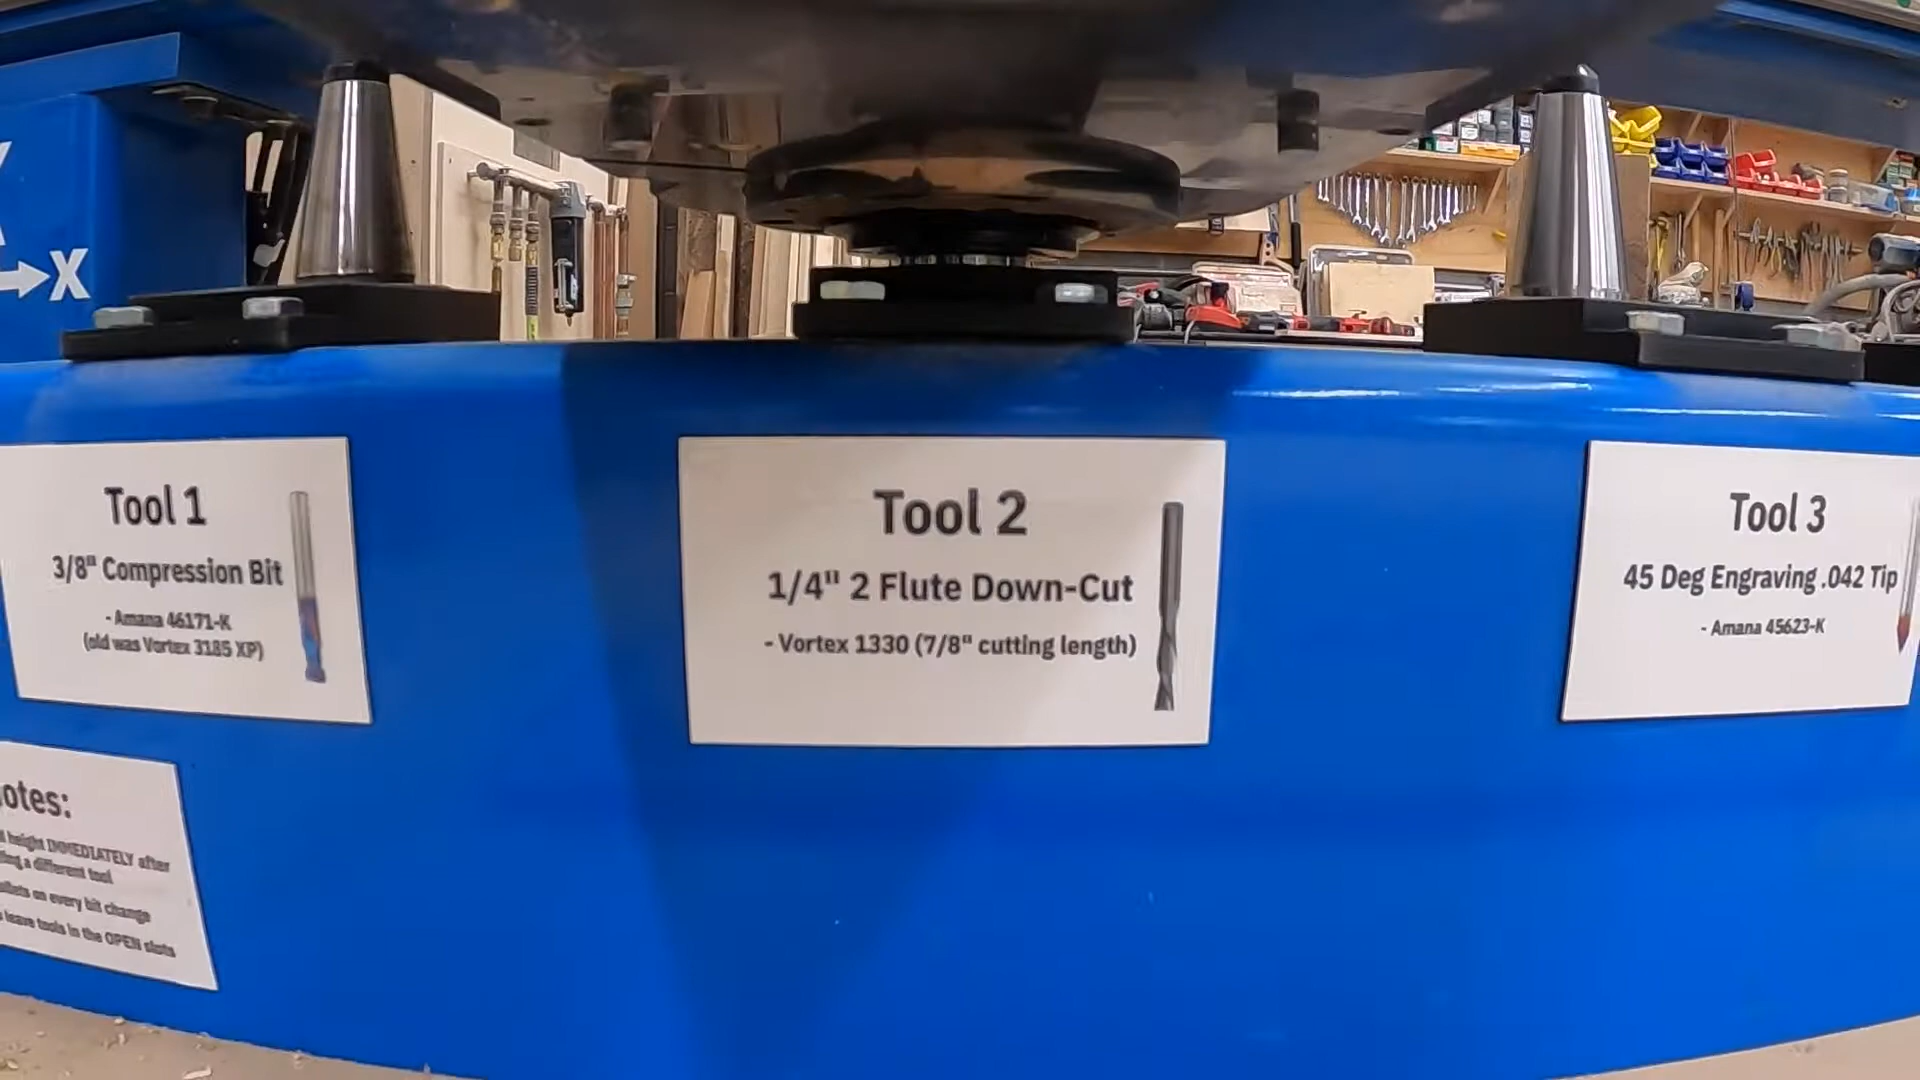 X
Tool 1
3/8" Compression Bit
- Amana 46171-K
(old was Vortex 3185 XP)
Tool 2
1/4" 2 Flute Down-Cut
- Vortex 1330 (7/8" cutting length)
Tool 3
45 Deg Engraving .042 Tip
- Amana 45623-K
height IMMEDIATELY after
a different tool
on every bit change
leave tools in the OPEN slots